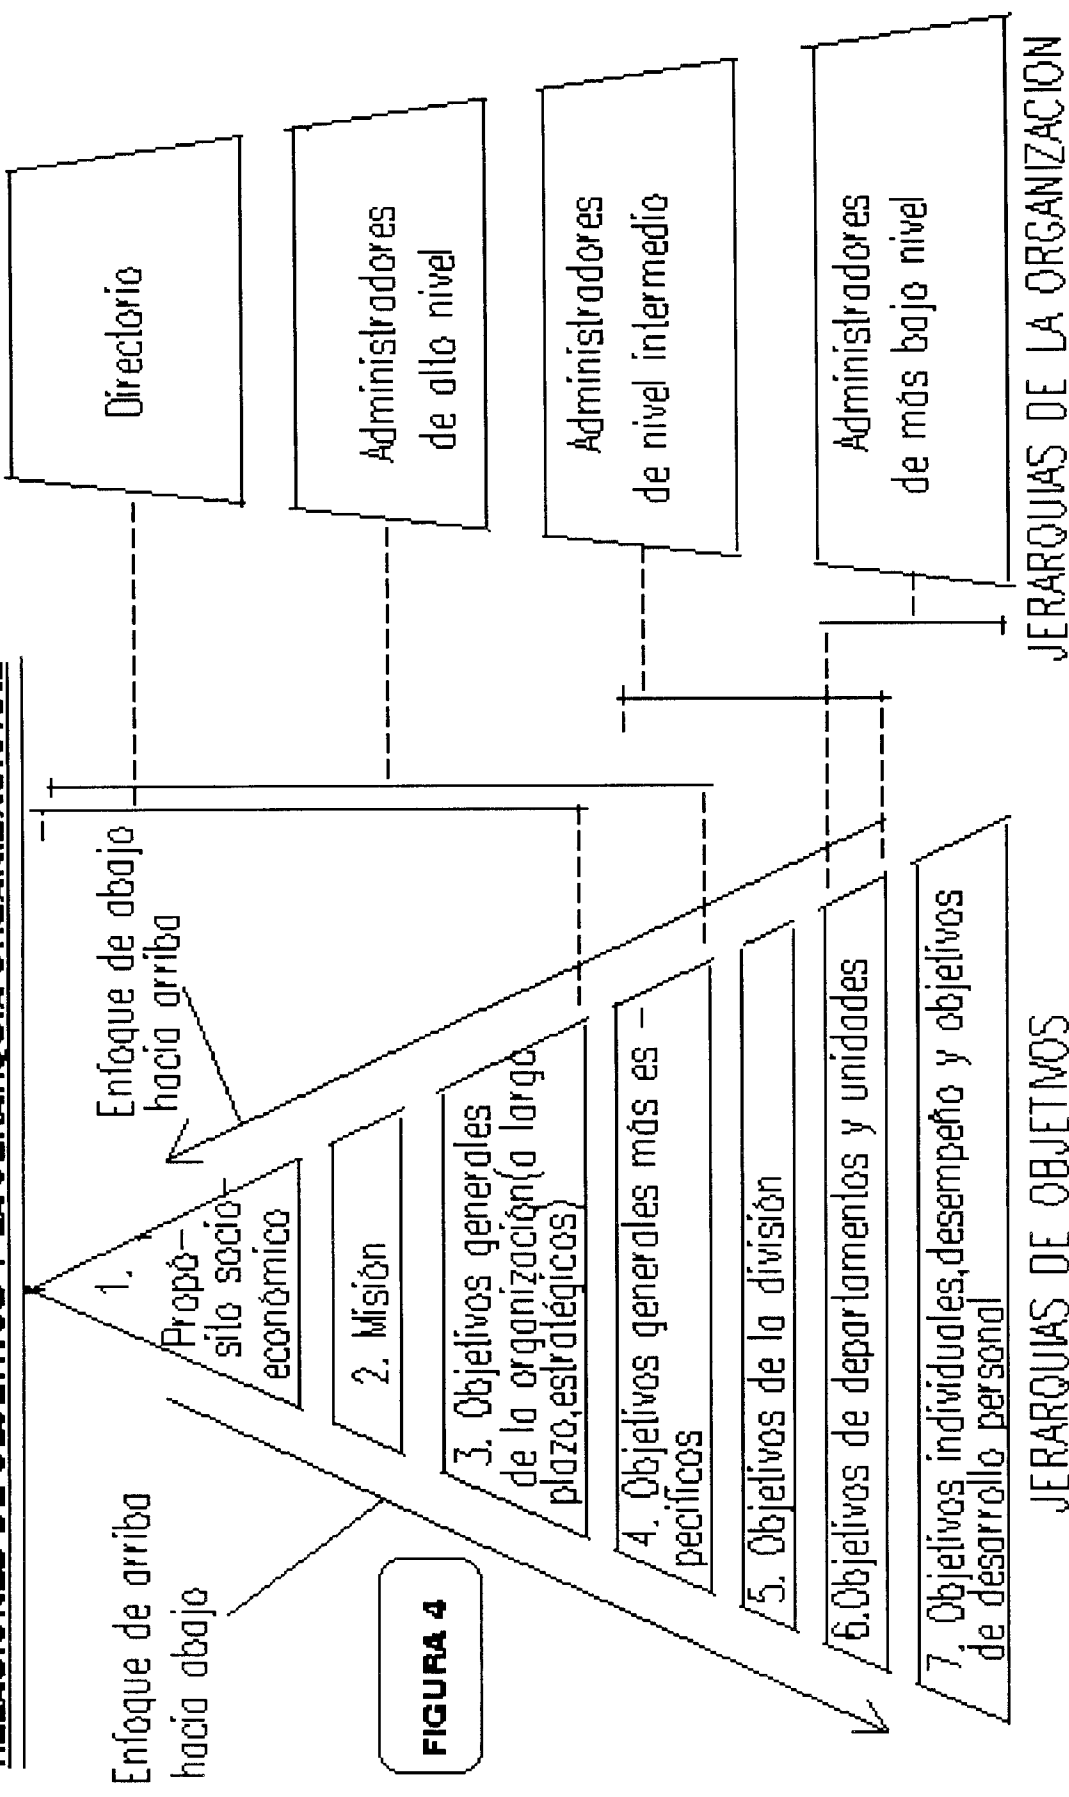 Enfoque de arriba
hacia abajo
Enfoque de abajo
hacia arriba
FIGURA 4
1.
Propó-
sito socio-
económico
2. Misión
3. Objetivos generales
de la organización(a largo
plazo,estratégicos)
4. Objetivos generales más es-
pecíficos
5. Objetivos de la división
6.Objetivos de departamentos y unidades
7. Objetivos individuales,desempeño y objetivos
de desarrollo personal
JERARQUIAS DE OBJETIVOS
Directorio
Administradores
de alto nivel
Administradores
de nivel intermedio
Administradores
de más bajo nivel
JERARQUIAS DE LA ORGANIZACION